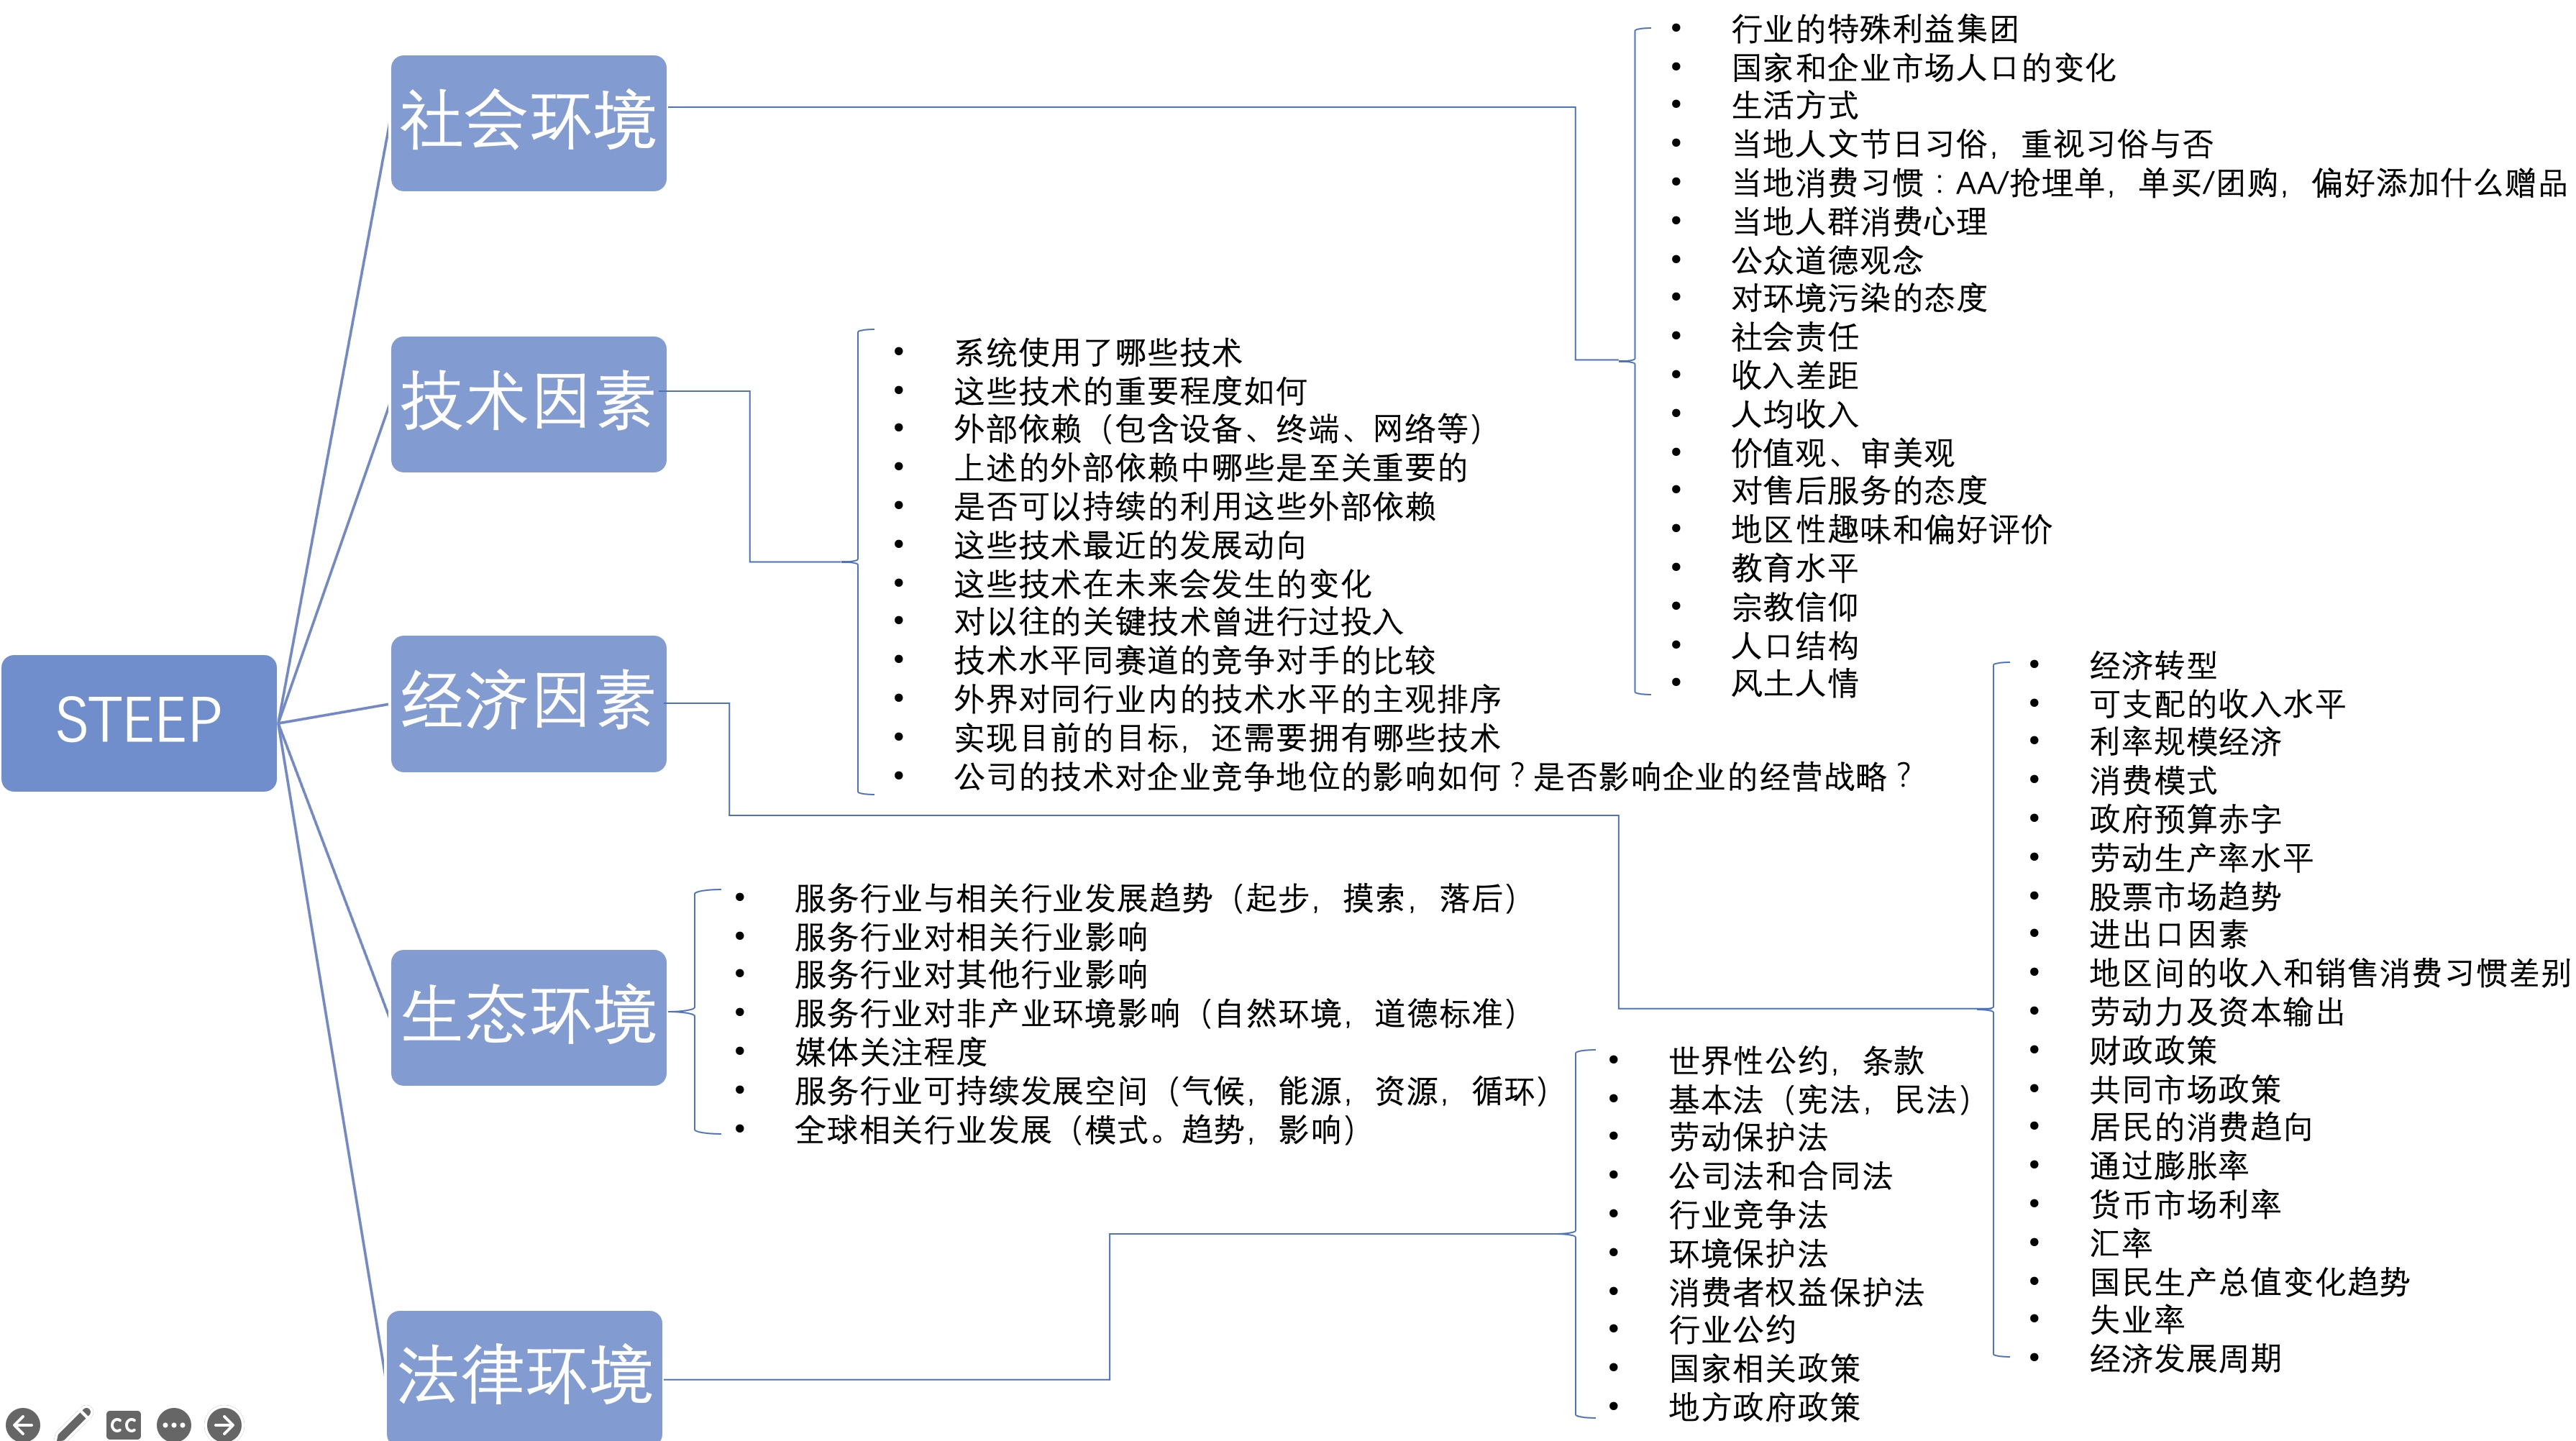 STEEP
社会环境
行业的特殊利益集团
国家和企业市场人口的变化
生活方式
当地人文节日习俗，重视习俗与否
当地消费习惯：AA/抢埋单，单买/团购，偏好添加什么赠品
当地人群消费心理
公众道德观念
对环境污染的态度
社会责任
收入差距
人均收入
价值观、审美观
对售后服务的态度
地区性趣味和偏好评价
教育水平
宗教信仰
人口结构
风土人情
技术因素
系统使用了哪些技术
这些技术的重要程度如何
外部依赖（包含设备、终端、网络等）
上述的外部依赖中哪些是至关重要的
是否可以持续的利用这些外部依赖
这些技术最近的发展动向
这些技术在未来会发生的变化
对以往的关键技术曾进行过投入
技术水平同赛道的竞争对手的比较
外界对同行业内的技术水平的主观排序
实现目前的目标，还需要拥有哪些技术
公司的技术对企业竞争地位的影响如何？是否影响企业的经营战略？
经济因素
经济转型
可支配的收入水平
利率规模经济
消费模式
政府预算赤字
劳动生产率水平
股票市场趋势
进出口因素
地区间的收入和销售消费习惯差别
劳动力及资本输出
财政政策
共同市场政策
居民的消费趋向
通过膨胀率
货币市场利率
汇率
国民生产总值变化趋势
失业率
经济发展周期
生态环境
服务行业与相关行业发展趋势（起步，摸索，落后）
服务行业对相关行业影响
服务行业对其他行业影响
服务行业对非产业环境影响（自然环境，道德标准）
媒体关注程度
服务行业可持续发展空间（气候，能源，资源，循环）
全球相关行业发展（模式。趋势，影响）
法律环境
世界性公约，条款
基本法（宪法，民法）
劳动保护法
公司法和合同法
行业竞争法
环境保护法
消费者权益保护法
行业公约
国家相关政策
地方政府政策
CC